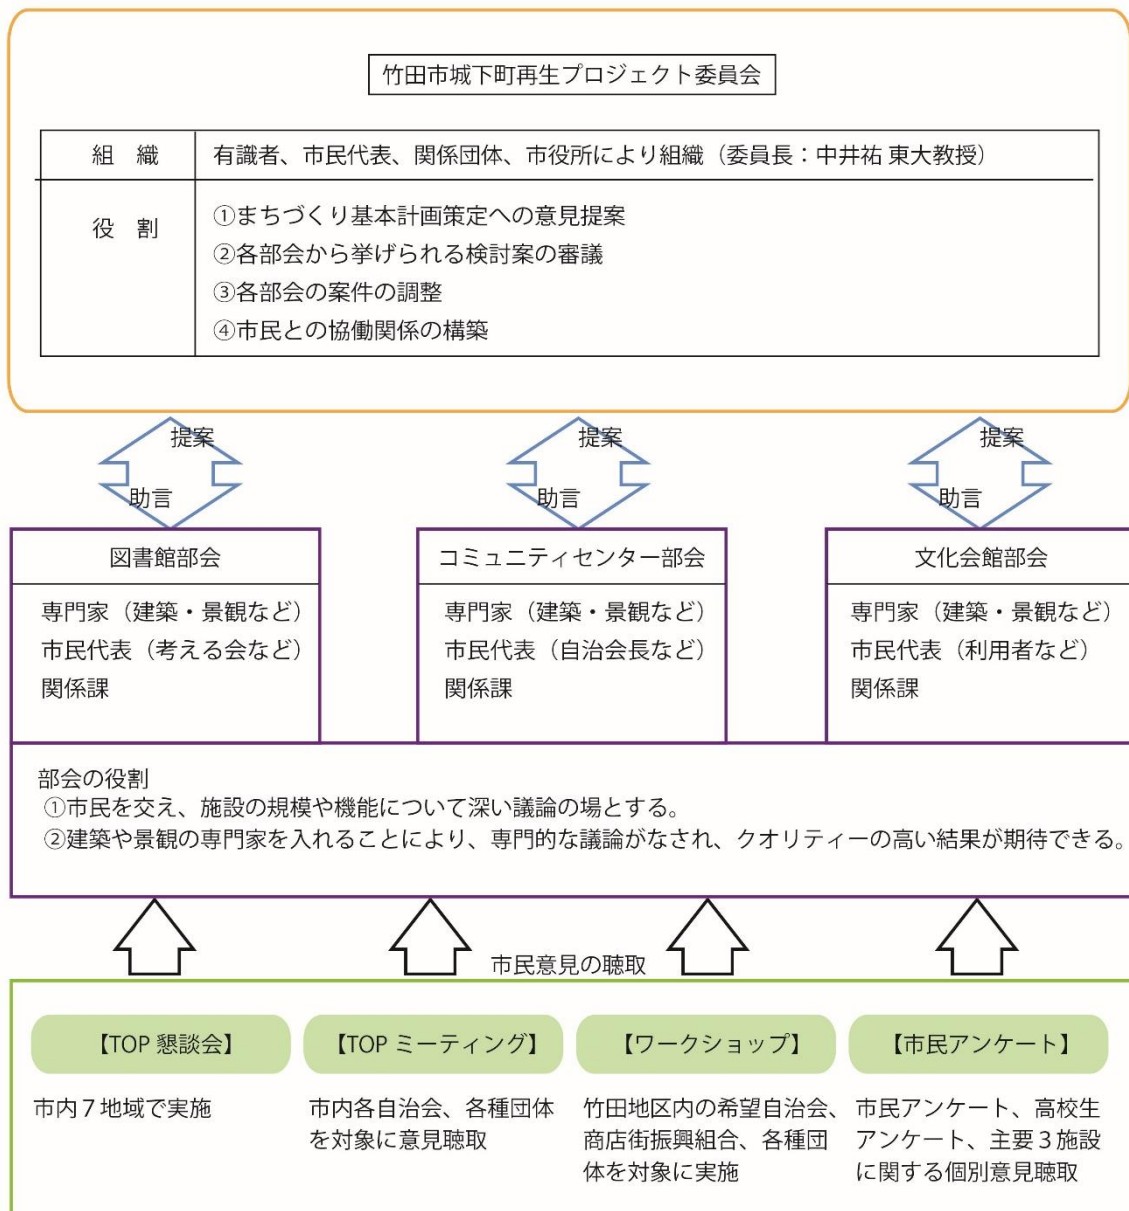 竹田市城下町再生プロジェクト委員会
組 織
有識者、市民代表、関係団体、市役所により組織（委員長：中井祐 東大教授）
役 割
①まちづくり基本計画策定への意見提案
②各部会から挙げられる検討案の審議
③各部会の案件の調整
④市民との協働関係の構築
提案
助言
提案
助言
提案
助言
図書館部会
専門家（建築・景観など）
市民代表（考える会など）
関係課
コミュニティセンター部会
専門家（建築・景観など）
市民代表（自治会長など）
関係課
文化会館部会
専門家（建築・景観など）
市民代表（利用者など）
関係課
部会の役割
①市民を交え、施設の規模や機能について深い議論の場とする。
②建築や景観の専門家を入れることにより、専門的な議論がなされ、クオリティーの高い結果が期待できる。
市民意見の聴取
【TOP 懇談会】
市内７地域で実施
【TOP ミーティング】
市内各自治会、各種団体
を対象に意見聴取
【ワークショップ】
竹田地区内の希望自治会、
商店街振興組合、各種団
体を対象に実施
【市民アンケート】
市民アンケート、高校生
アンケート、主要３施設
に関する個別意見聴取